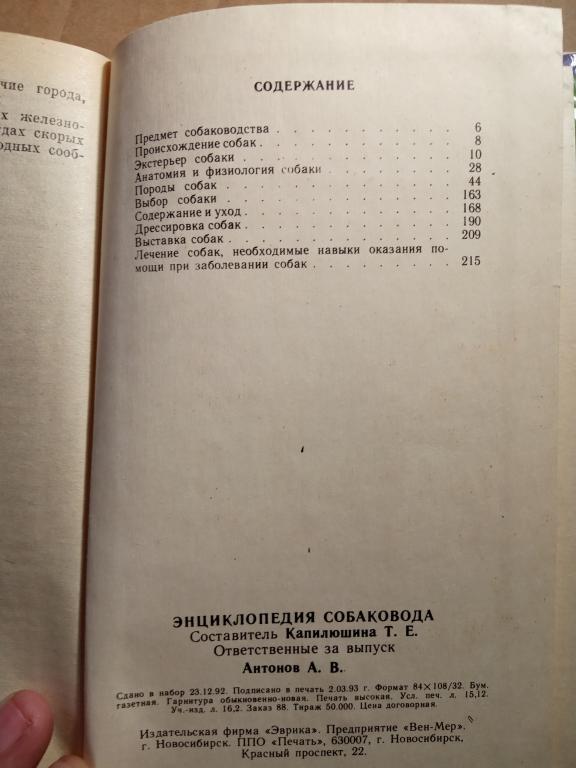 чие города,
х железно-
дах скорых
одных сооб-
СОДЕРЖАНИЕ
Предмет собаководства . . . . . . . . . . 6
Происхождение собак . . . . . . . . . . . 8
Экстерьер собаки . . . . . . . . . . . . 10
Анатомия и физиология собаки . . . . . . . 28
Породы собак . . . . . . . . . . . . . 44
Выбор собаки . . . . . . . . . . . . . 163
Содержание и уход . . . . . . . . . . . . 168
Дрессировка собак . . . . . . . . . . . . 190
Выставка собак . . . . . . . . . . . . . 209
Лечение собак, необходимые навыки оказания по-
мощи при заболевании собак . . . . . . . . 215
ЭНЦИКЛОПЕДИЯ СОБАКОВОДА
Составитель Капилюшина Т. Е.
Ответственные за выпуск
Антонов А. В.
Сдано в набор 23.12.92. Подписано в печать 2.03.93 г. Формат 84×108/32. Бум.
газетная. Гарнитура обыкновенно-новая. Печать высокая. Усл. печ. л. 15,12.
Уч.-изд. л. 16,2. Заказ 88. Тираж 50.000. Цена договорная.
Издательская фирма «Эврика». Предприятие «Вен-Мер».
г. Новосибирск. ППО «Печать», 630007, г. Новосибирск,
Красный проспект, 22.